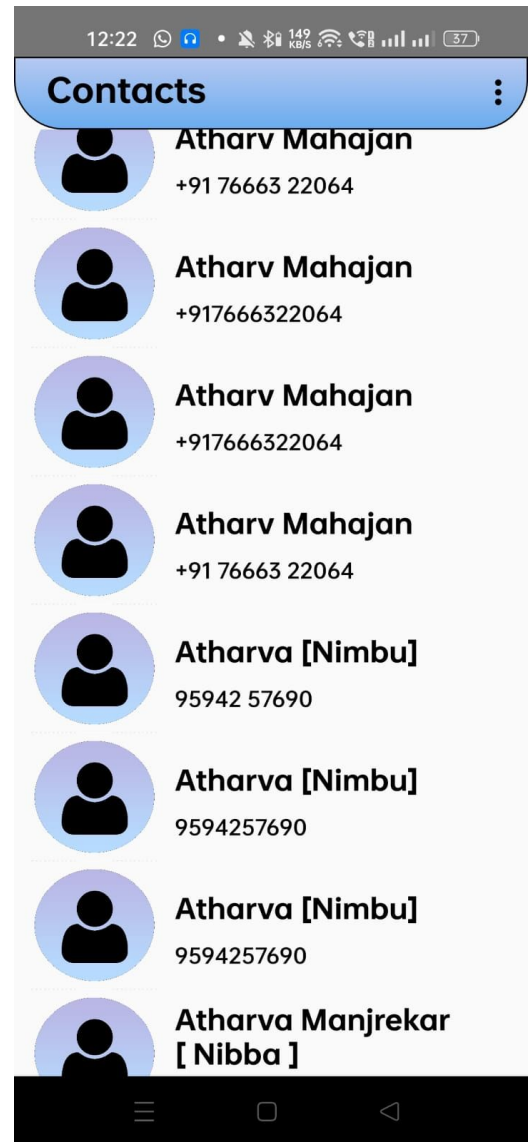 12:22 149 KB/S 37
Contacts
Atharv Mahajan
+91 76663 22064
Atharv Mahajan
+917666322064
Atharv Mahajan
+917666322064
Atharv Mahajan
+91 76663 22064
Atharva [Nimbu]
95942 57690
Atharva [Nimbu]
9594257690
Atharva [Nimbu]
9594257690
Atharva Manjrekar
[ Nibba ]